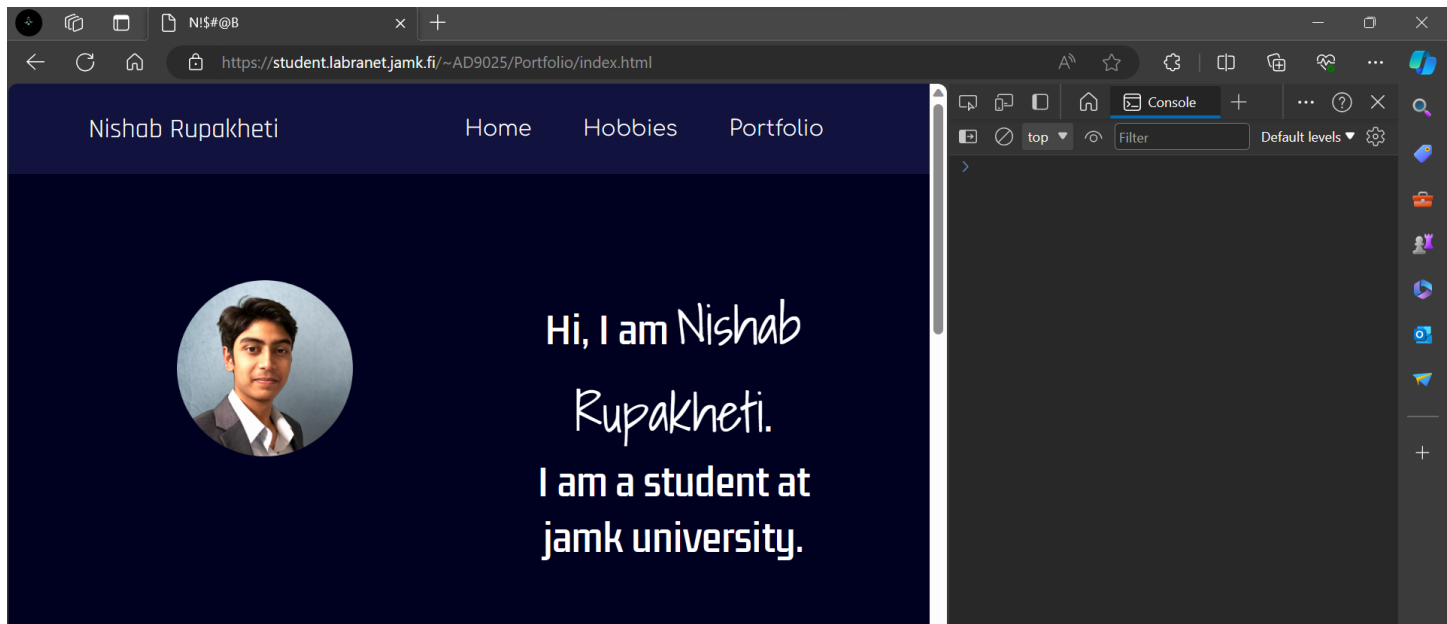 N!$#@B
https://student.labranet.jamk.fi/~AD9025/Portfolio/index.html
Nishab Rupakheti
Home Hobbies Portfolio
Hi, I am Nishab
Rupakheti.
I am a student at
jamk university.
Console
top Filter Default levels